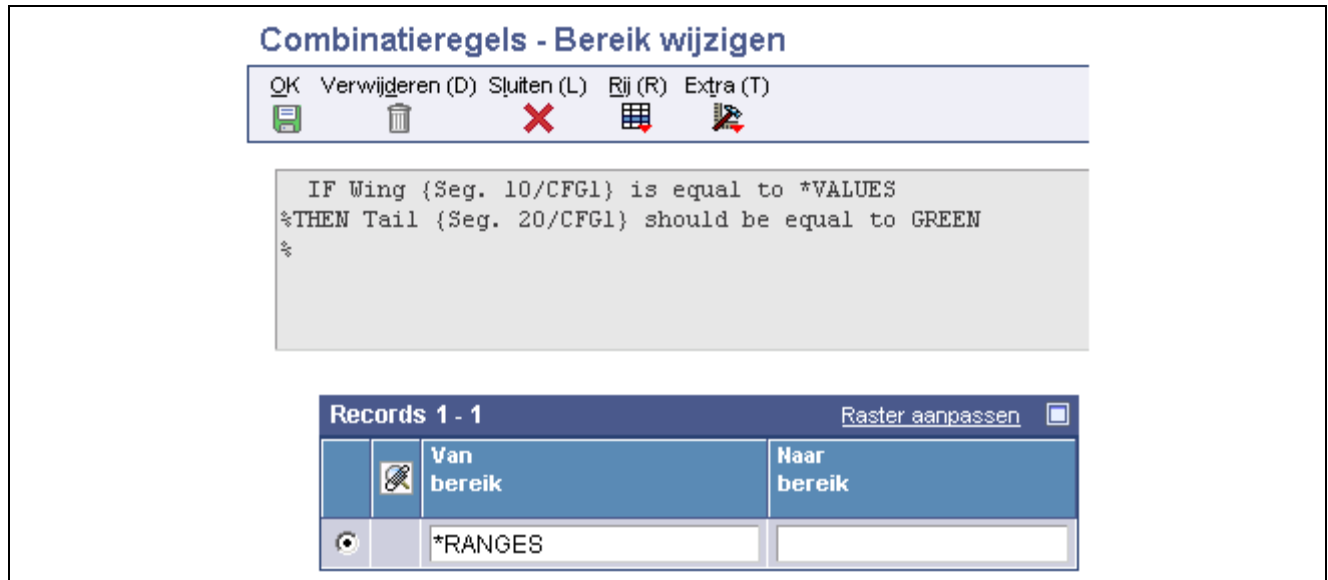 Combinatieregels - Bereik wijzigen
OK Verwijderen (D) Sluiten (L) Rij (R) Extra (T)
IF Wing {Seg. 10/CFG1} is equal to *VALUES
%THEN Tail {Seg. 20/CFG1} should be equal to GREEN
%
Records 1 - 1 Raster aanpassen
Van bereik Naar bereik
*RANGES